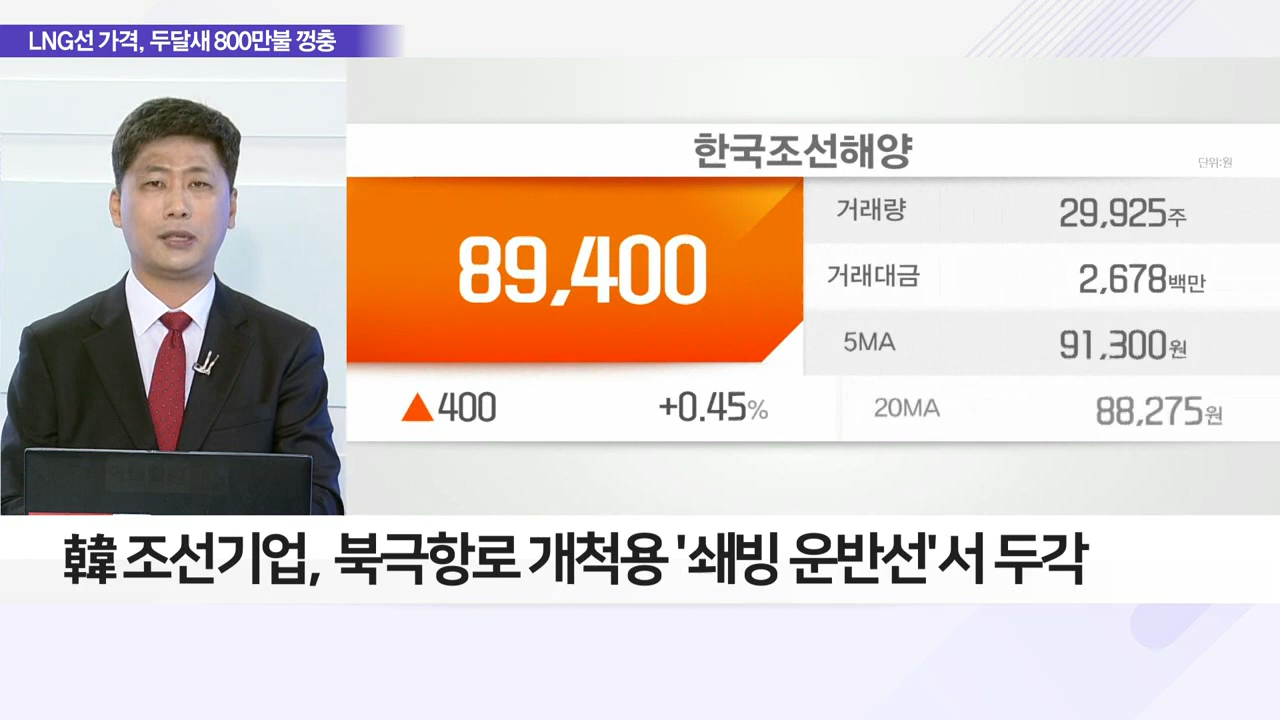 LNG선 가격, 두달새 800만불 껑충
한국조선해양
단위:원
89,400
▲400 +0.45%
거래량 29,925주
거래대금 2,678백만
5MA 91,300원
20MA 88,275원
韓 조선기업, 북극항로 개척용 '쇄빙 운반선'서 두각